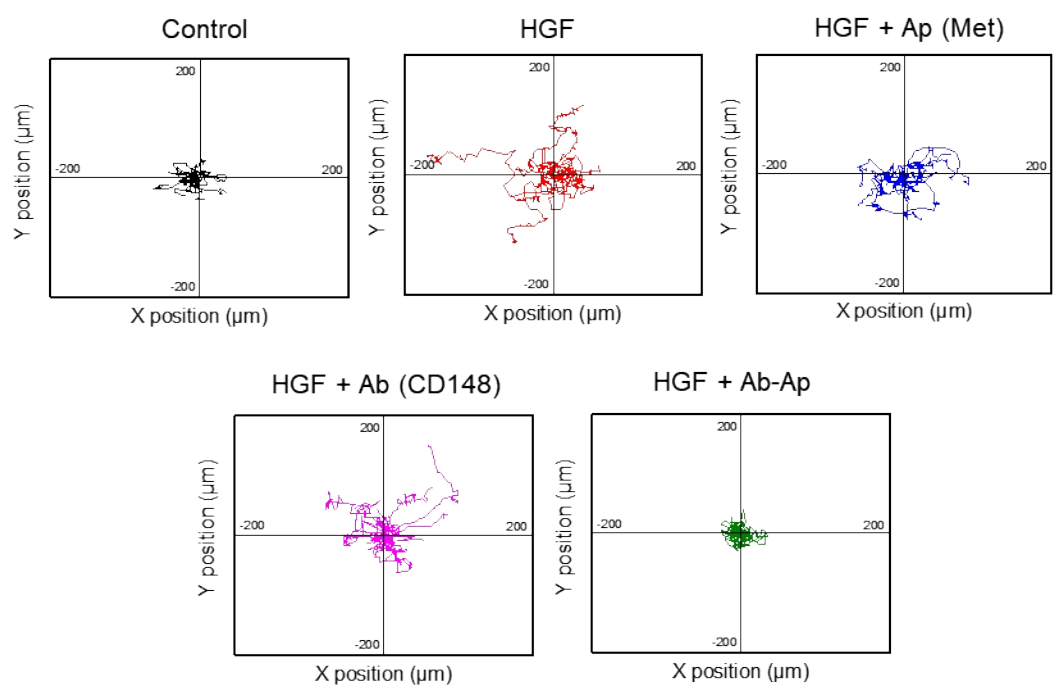 Control
HGF
HGF + Ap (Met)
200
-200
200
-200
X position (µm)
Y position (µm)
200
-200
200
-200
X position (µm)
Y position (µm)
200
-200
200
-200
X position (µm)
Y position (µm)
HGF + Ab (CD148)
HGF + Ab-Ap
200
-200
200
-200
X position (µm)
Y position (µm)
200
-200
200
-200
X position (µm)
Y position (µm)